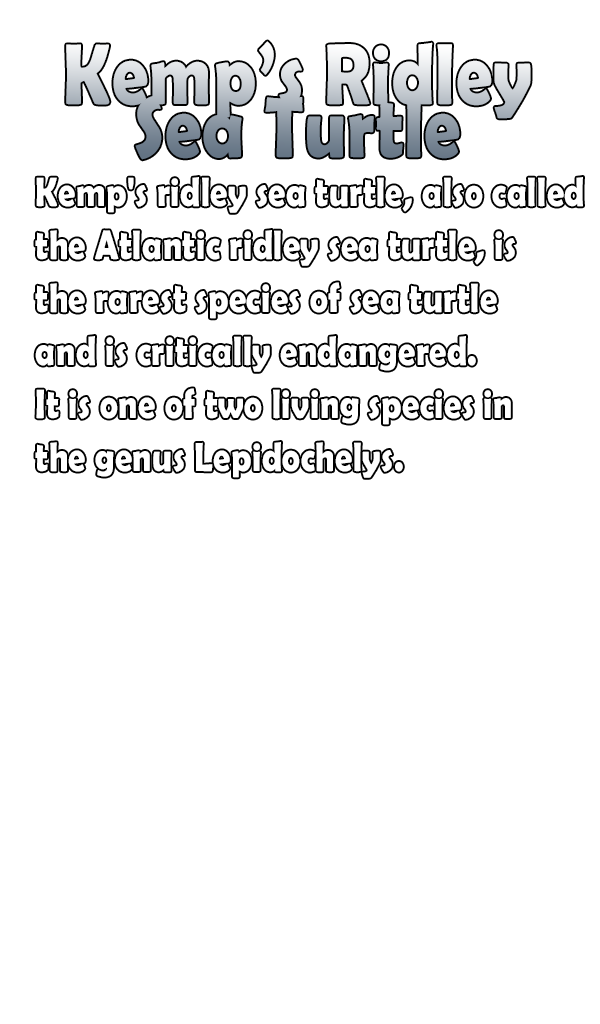 Kemp’s Ridley
Sea Turtle
Kemp's ridley sea turtle, also called
the Atlantic ridley sea turtle, is
the rarest species of sea turtle
and is critically endangered.
It is one of two living species in
the genus Lepidochelys.